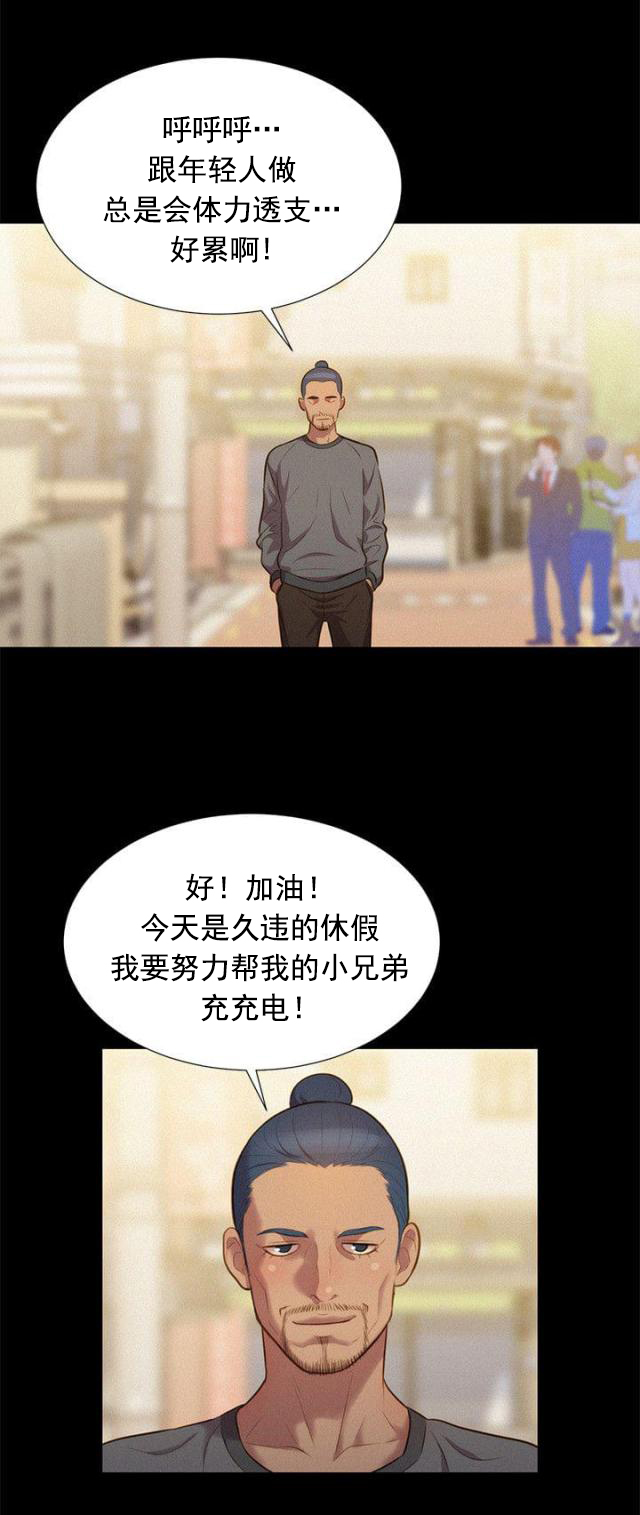 呼呼呼…
跟年轻人做
总是会体力透支…
好累啊！
好！加油！
今天是久违的休假
我要努力帮我的小兄弟
充充电！